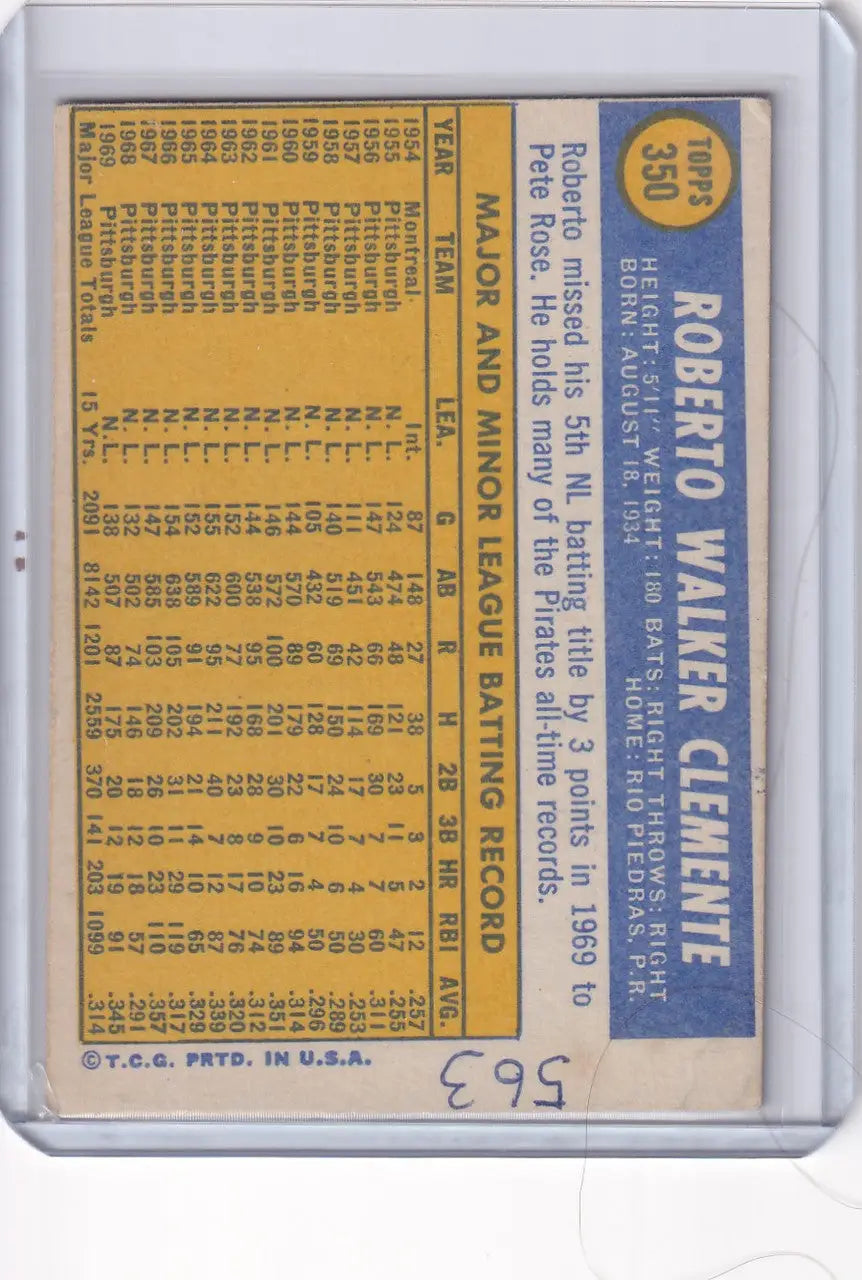 TOPPS
350
ROBERTO WALKER CLEMENTE
HEIGHT: 5'11" WEIGHT: 180 BATS: RIGHT THROWS: RIGHT
BORN: AUGUST 18, 1934 HOME: RIO PIEDRAS, P.R.
Roberto missed his 5th NL batting title by 3 points in 1969 to
Pete Rose. He holds many of the Pirates all-time records.
MAJOR AND MINOR LEAGUE BATTING RECORD
YEAR TEAM LEA. G AB R H 2B 3B HR RBI AVG.
1954 Montreal Int. 87 148 27 38 5 3 2 12 .257
1955 Pittsburgh N.L. 124 474 48 121 23 11 5 47 .255
1956 Pittsburgh N.L. 147 543 66 169 30 7 7 60 .311
1957 Pittsburgh N.L. 111 451 42 114 17 7 4 30 .253
1958 Pittsburgh N.L. 140 519 69 150 24 10 6 50 .289
1959 Pittsburgh N.L. 105 432 60 128 17 7 4 50 .296
1960 Pittsburgh N.L. 144 570 89 179 22 6 16 94 .314
1961 Pittsburgh N.L. 146 572 100 201 30 10 23 89 .351
1962 Pittsburgh N.L. 144 538 95 168 28 9 10 74 .312
1963 Pittsburgh N.L. 152 600 77 192 23 8 17 76 .320
1964 Pittsburgh N.L. 155 622 95 211 40 7 12 87 .339
1965 Pittsburgh N.L. 152 589 91 194 21 14 10 65 .329
1966 Pittsburgh N.L. 154 638 105 202 31 11 29 119 .317
1967 Pittsburgh N.L. 147 585 103 209 26 10 23 110 .357
1968 Pittsburgh N.L. 132 502 74 146 18 12 18 57 .291
1969 Pittsburgh N.L. 138 507 87 175 20 12 19 91 .345
Major League Totals 15 Yrs. 2091 8142 1201 2559 370 141 203 1099 .314
©T.C.G. PRTD. IN U.S.A.
563